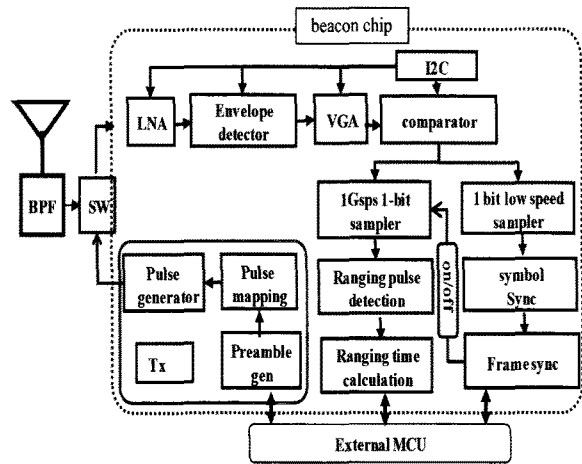 beacon chip
I2C
LNA
Envelope
detector
VGA
comparator
BPF
SW
1Gsps 1-bit
sampler
1 bit low speed
sampler
on/off
Pulse
generator
Pulse
mapping
Ranging pulse
detection
symbol
Sync
Tx
Preamble
gen
Ranging time
calculation
Frame sync
External MCU